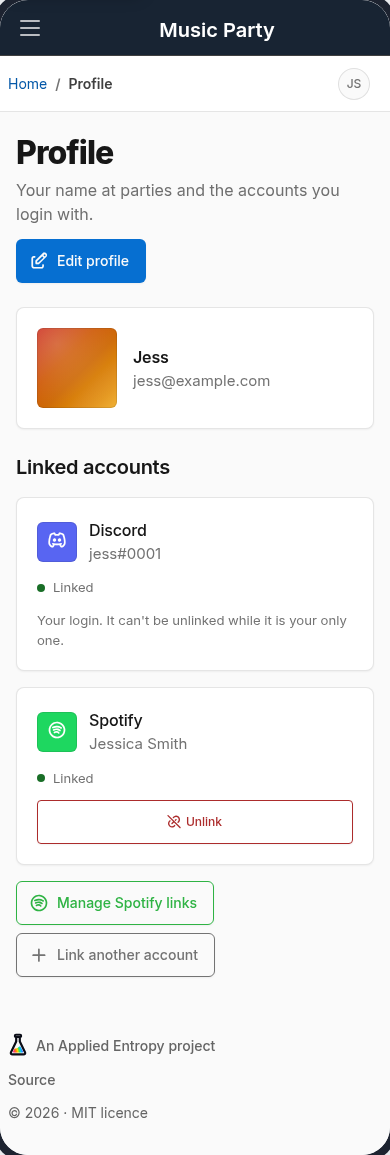 Music Party
Home / Profile
JS
Profile
Your name at parties and the accounts you
login with.
Edit profile
Jess
jess@example.com
Linked accounts
Discord
jess#0001
Linked
Your login. It can't be unlinked while it is your only
one.
Spotify
Jessica Smith
Linked
Unlink
Manage Spotify links
Link another account
An Applied Entropy project
Source
© 2026 · MIT licence